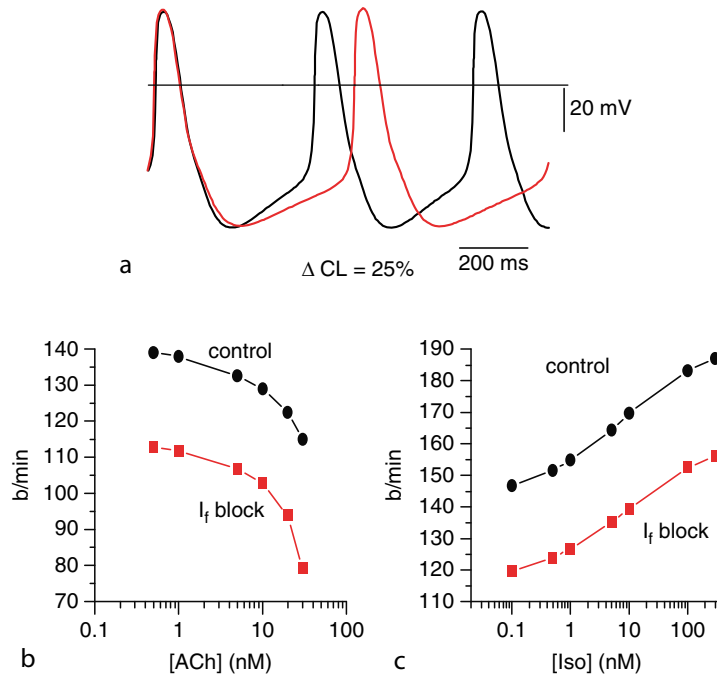 20 mV
a
Δ CL = 25%
200 ms
140
130
120
110
100
90
80
70
b/min
control
I_f block
0.1
1
10
100
b
[ACh] (nM)
190
180
170
160
150
140
130
120
110
b/min
control
I_f block
0.1
1
10
100
c
[Iso] (nM)